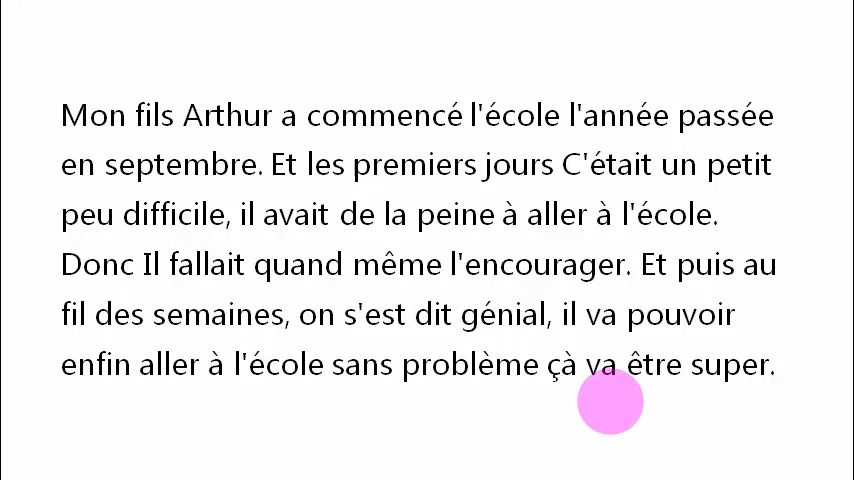 Mon fils Arthur a commencé l'école l'année passée
en septembre. Et les premiers jours C'était un petit
peu difficile, il avait de la peine à aller à l'école.
Donc Il fallait quand même l'encourager. Et puis au
fil des semaines, on s'est dit génial, il va pouvoir
enfin aller à l'école sans problème çà va être super.